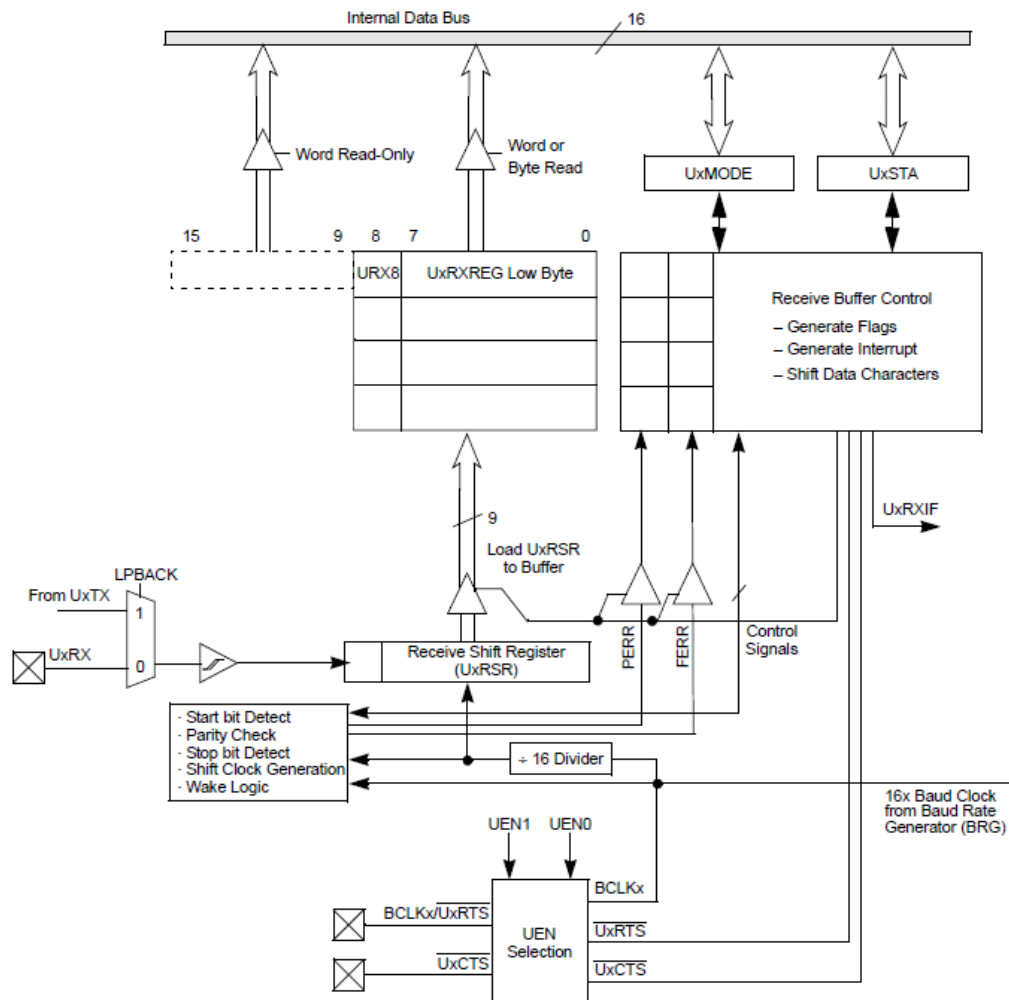 Internal Data Bus
16
Word Read-Only
Word or
Byte Read
UxMODE
UxSTA
15
9
8
7
0
URX8
UxRXREG Low Byte
Receive Buffer Control
– Generate Flags
– Generate Interrupt
– Shift Data Characters
9
Load UxRSR
to Buffer
UxRXIF
LPBACK
From UxTX
1
UxRX
0
Receive Shift Register
(UxRSR)
PERR
FERR
Control
Signals
· Start bit Detect
· Parity Check
· Stop bit Detect
· Shift Clock Generation
· Wake Logic
÷ 16 Divider
16x Baud Clock
from Baud Rate
Generator (BRG)
UEN1
UEN0
BCLKx
BCLKx/UxRTS
UEN
Selection
UxRTS
UxCTS
UxCTS